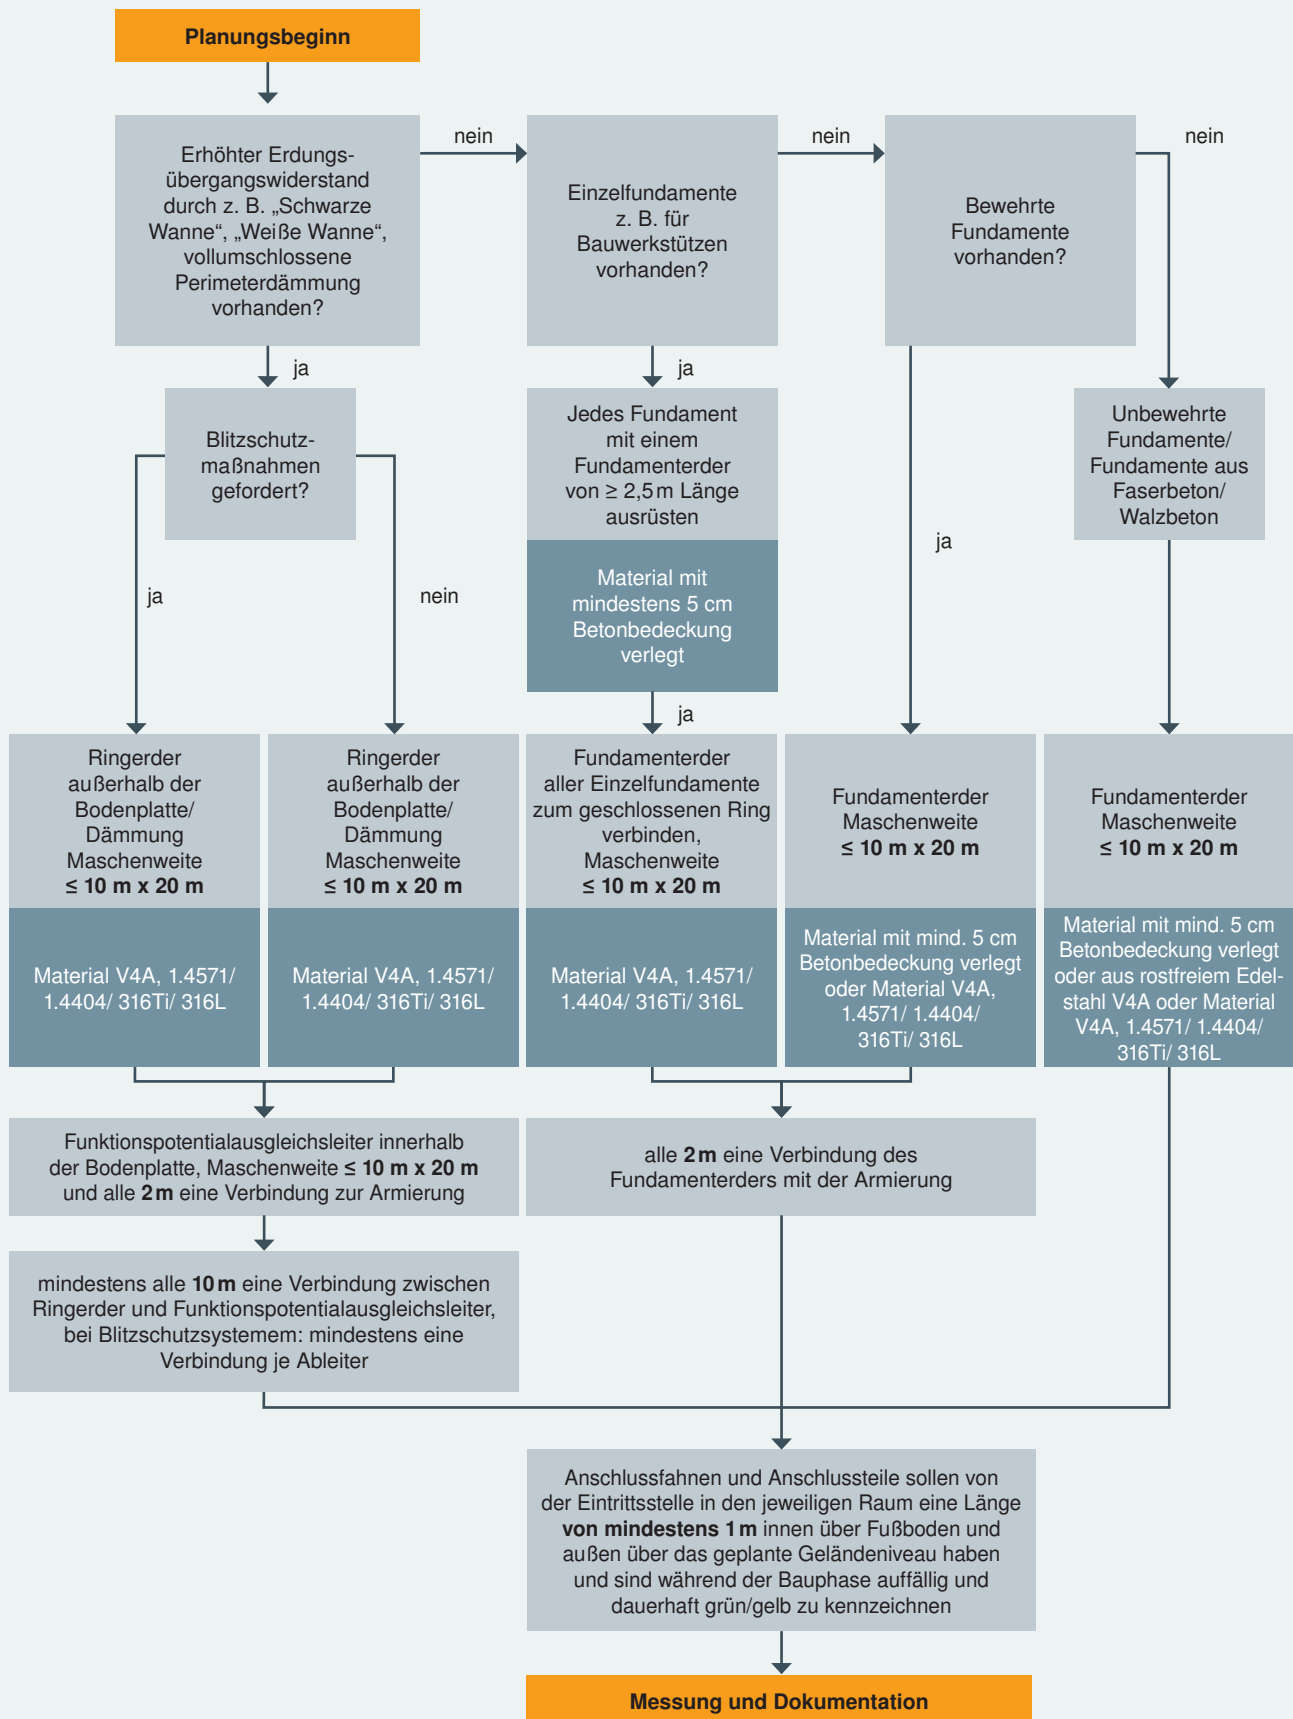 Planungsbeginn
Erhöhter Erdungs-
übergangswiderstand
durch z. B. „Schwarze
Wanne“, „Weiße Wanne“,
vollumschlossene
Perimeterdämmung
vorhanden?
nein
Einzelfundamente
z. B. für
Bauwerkstützen
vorhanden?
nein
Bewehrte
Fundamente
vorhanden?
nein
ja
Blitzschutz-
maßnahmen
gefordert?
ja
nein
ja
Jedes Fundament
mit einem
Fundamenterder
von ≥ 2,5 m Länge
ausrüsten
Material mit
mindestens 5 cm
Betonbedeckung
verlegt
ja
ja
Unbewehrte
Fundamente/
Fundamente aus
Faserbeton/
Walzbeton
Ringerder
außerhalb der
Bodenplatte/
Dämmung
Maschenweite
≤ 10 m x 20 m
Material V4A, 1.4571/
1.4404/ 316Ti/ 316L
Ringerder
außerhalb der
Bodenplatte/
Dämmung
Maschenweite
≤ 10 m x 20 m
Material V4A, 1.4571/
1.4404/ 316Ti/ 316L
Fundamenterder
aller Einzelfundamente
zum geschlossenen Ring
verbinden,
Maschenweite
≤ 10 m x 20 m
Material V4A, 1.4571/
1.4404/ 316Ti/ 316L
Fundamenterder
Maschenweite
≤ 10 m x 20 m
Material mit mind. 5 cm
Betonbedeckung verlegt
oder Material V4A,
1.4571/ 1.4404/
316Ti/ 316L
Fundamenterder
Maschenweite
≤ 10 m x 20 m
Material mit mind. 5 cm
Betonbedeckung verlegt
oder aus rostfreiem Edel-
stahl V4A oder Material
V4A, 1.4571/ 1.4404/
316Ti/ 316L
Funktionspotentialausgleichsleiter innerhalb
der Bodenplatte, Maschenweite ≤ 10 m x 20 m
und alle 2 m eine Verbindung zur Armierung
alle 2 m eine Verbindung des
Fundamenterders mit der Armierung
mindestens alle 10 m eine Verbindung zwischen
Ringerder und Funktionspotentialausgleichsleiter,
bei Blitzschutzsystemem: mindestens eine
Verbindung je Ableiter
Anschlussfahnen und Anschlussteile sollen von
der Eintrittsstelle in den jeweiligen Raum eine Länge
von mindestens 1 m innen über Fußboden und
außen über das geplante Geländeniveau haben
und sind während der Bauphase auffällig und
dauerhaft grün/gelb zu kennzeichnen
Messung und Dokumentation